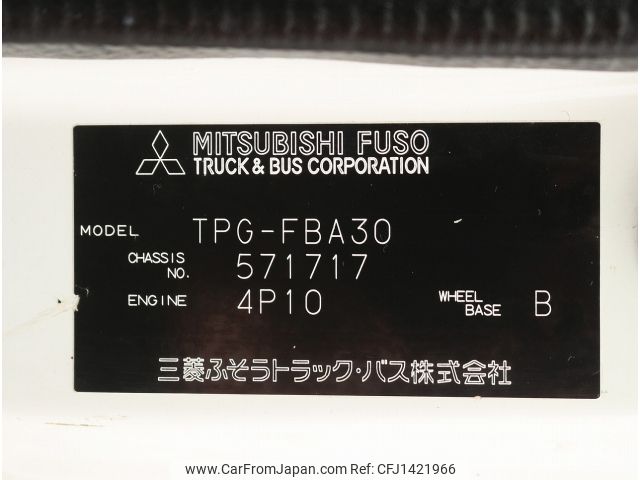 MITSUBISHI FUSO
TRUCK & BUS CORPORATION
MODEL TPG-FBA30
CHASSIS NO. 571717
ENGINE 4P10 WHEEL BASE B
三菱ふそうトラック・バス株式会社
www.CarFromJapan.com CFJ1421966